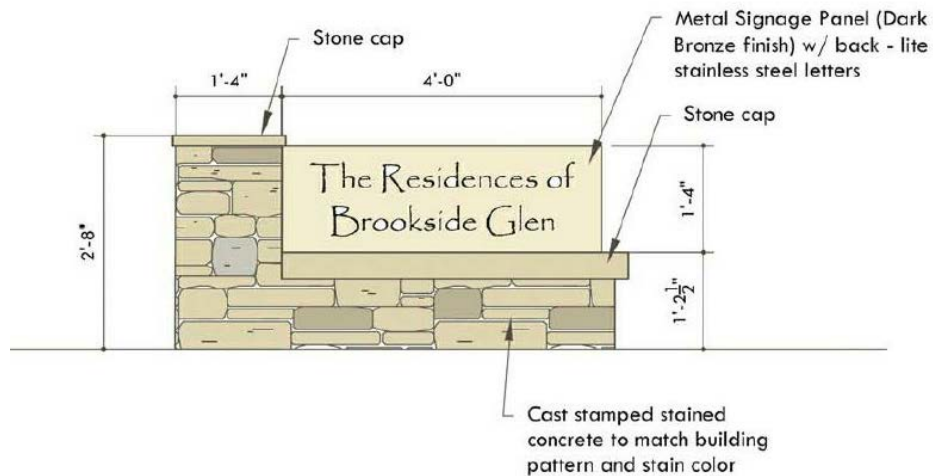 Metal Signage Panel (Dark
Bronze finish) w/ back - lite
stainless steel letters
Stone cap
1'-4"
4'-0"
Stone cap
The Residences of
Brookside Glen
2'-8"
1'-4"
1'-2 1/2"
Cast stamped stained
concrete to match building
pattern and stain color